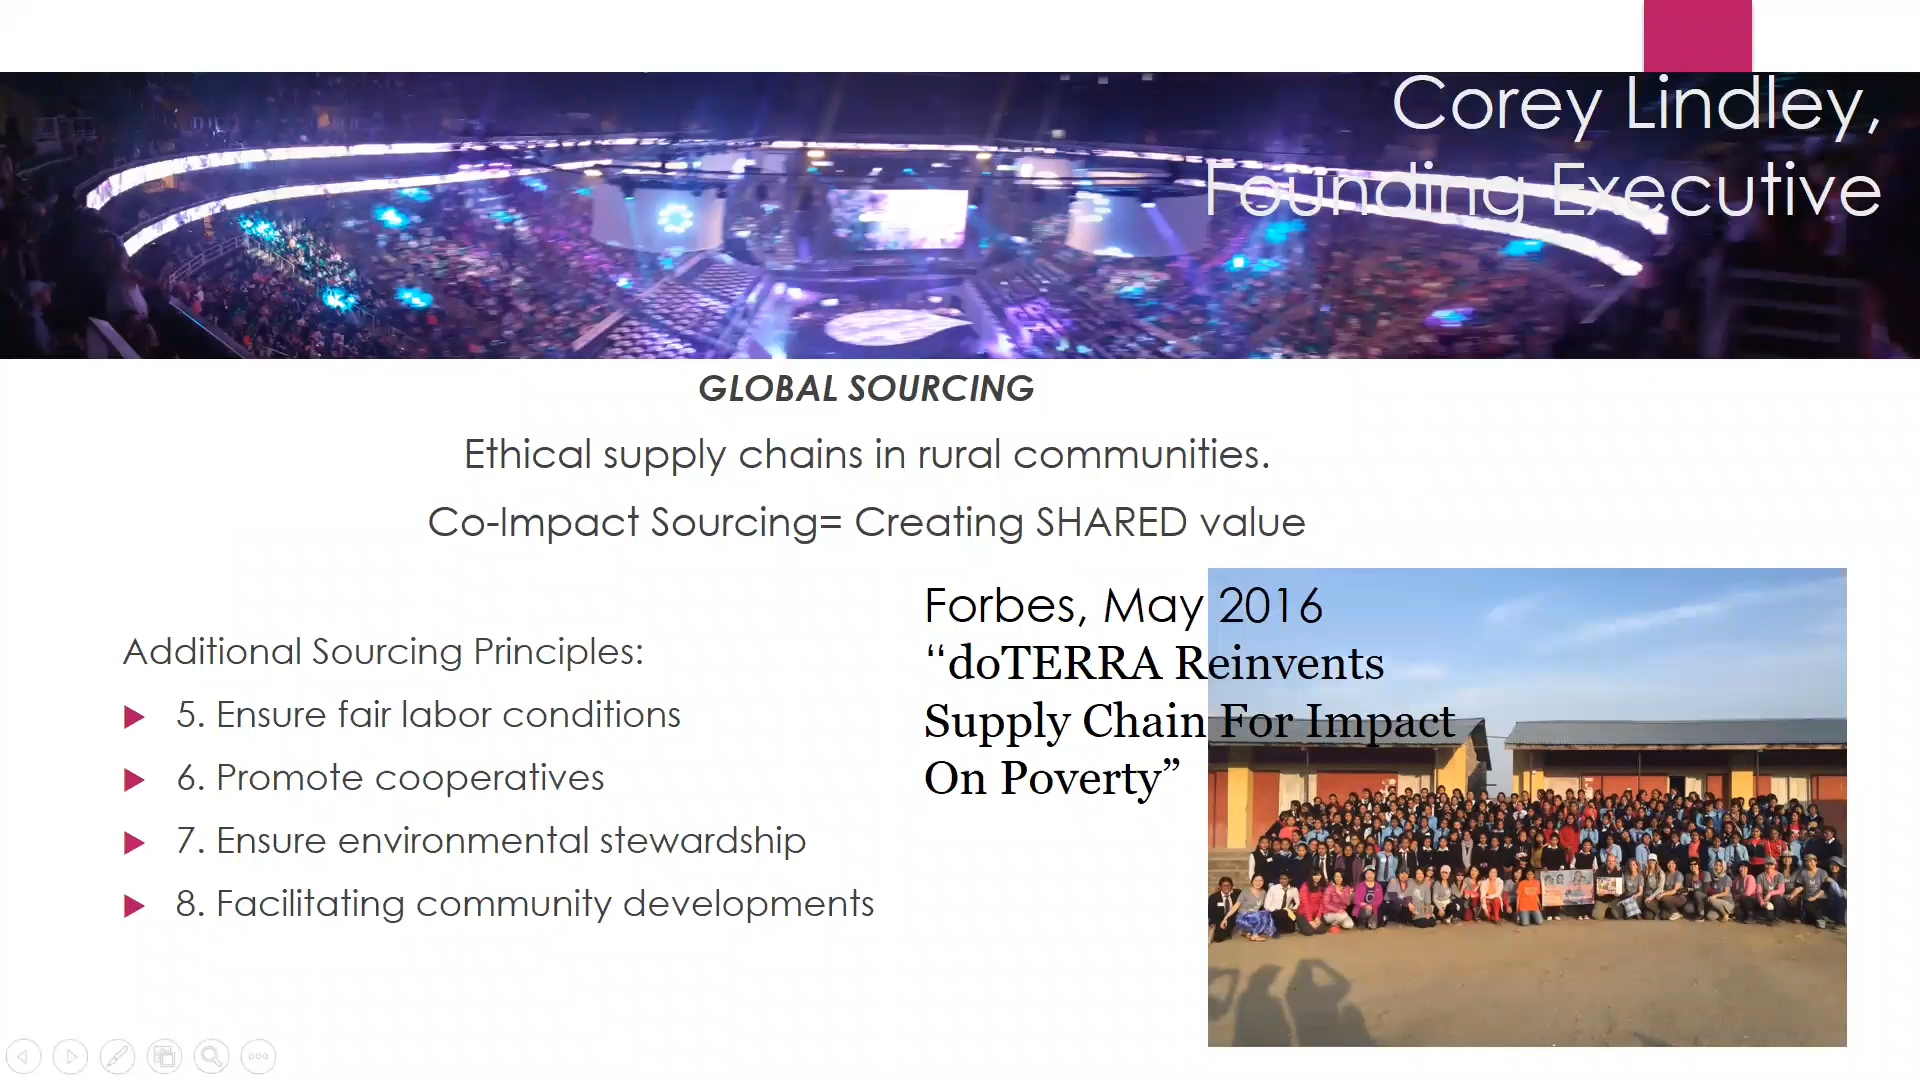 Corey Lindley,
Founding Executive
GLOBAL SOURCING
Ethical supply chains in rural communities.
Co-Impact Sourcing= Creating SHARED value
Additional Sourcing Principles:
5. Ensure fair labor conditions
6. Promote cooperatives
7. Ensure environmental stewardship
8. Facilitating community developments
Forbes, May 2016
“doTERRA Reinvents
Supply Chain For Impact
On Poverty”